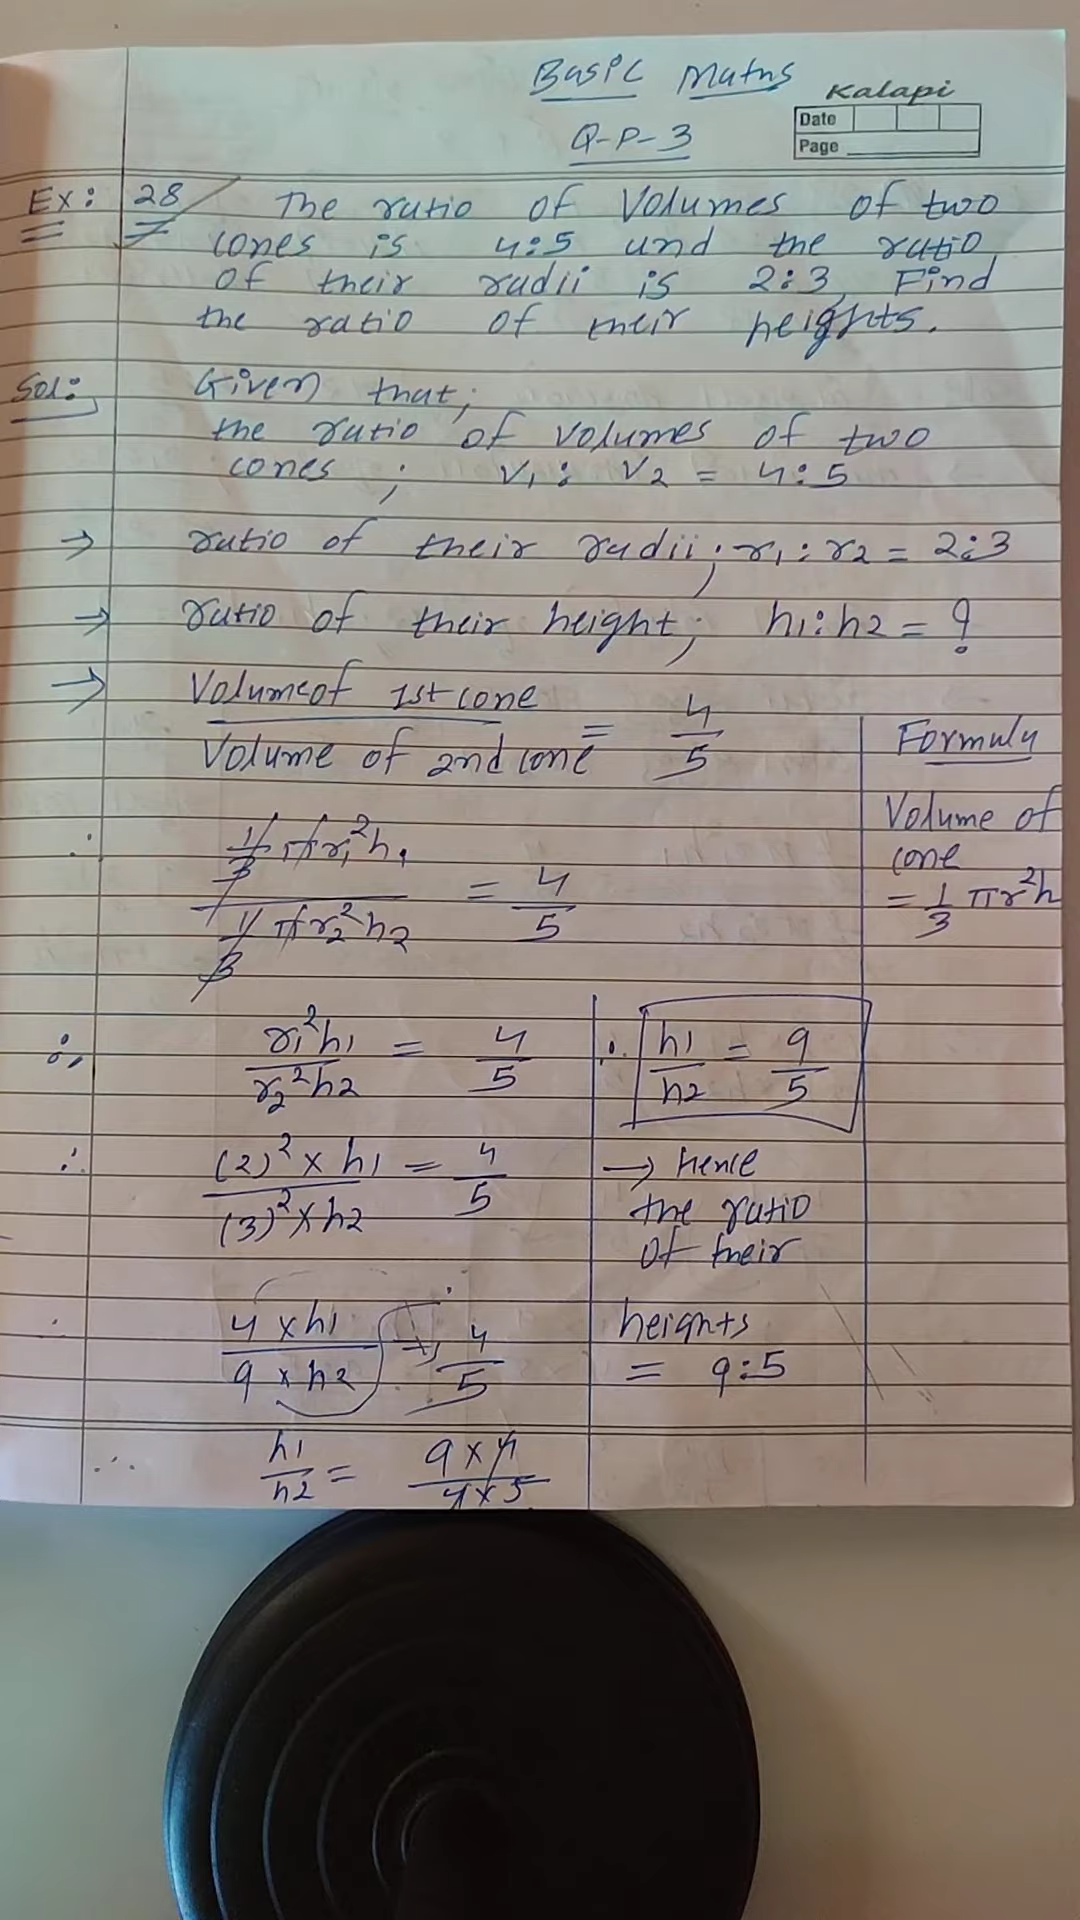 Basic Maths
Kalapi
Date
Page
Q-P-3
Ex: 28 The ratio of volumes of two
cones is 4:5 and the ratio
of their radii is 2:3, Find
the ratio of their heights.
Sol: Given that;
the ratio of volumes of two
cones ; V1 : V2 = 4:5
→ ratio of their radii; r1 : r2 = 2:3
→ ratio of their height; h1:h2 = ?
→ Volume of 1st cone
Volume of 2nd cone
= 4/5
∴ 1/3 πr1²h1
1/3 πr2²h2
= 4/5
∴ r1²h1 / r2²h2 = 4/5
∴ (2)² × h1 / (3)² × h2 = 4/5
∴ 4 × h1 / 9 × h2 = 4/5
∴ h1/h2 = 9 × 4 / 4 × 5
∴ h1/h2 = 9/5
→ Hence
the ratio
of their
heights
= 9:5
Formula
Volume of
cone
= 1/3 πr²h